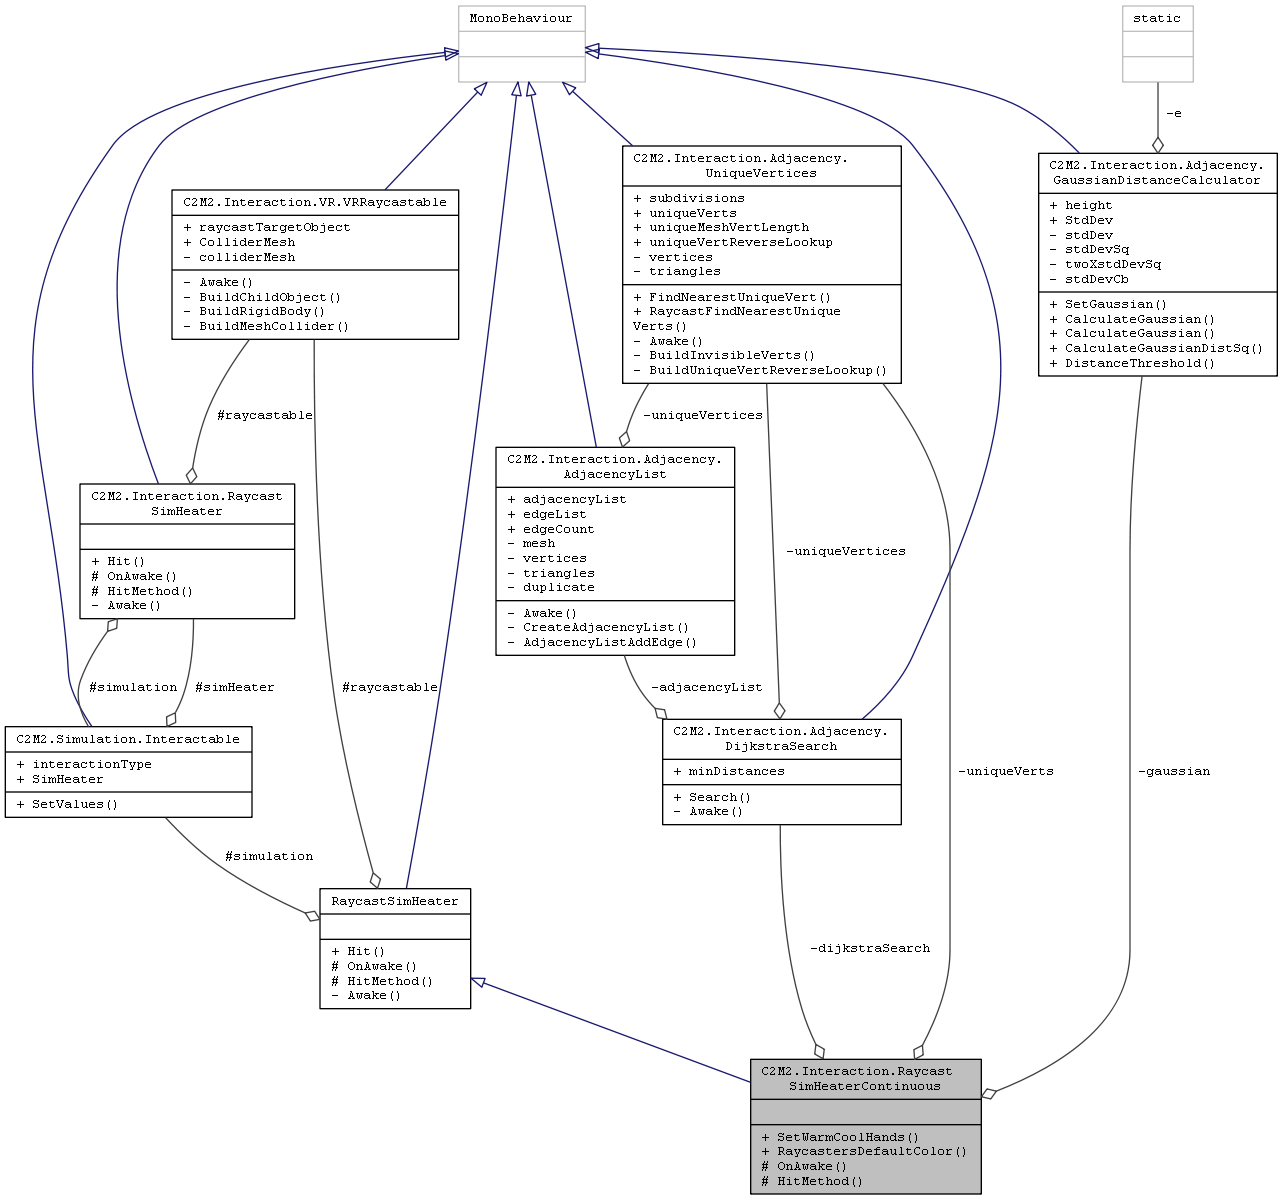 MonoBehaviour
static
-e
C2M2.Interaction.Adjacency.
UniqueVertices
+ subdivisions
+ uniqueVerts
+ uniqueMeshVertLength
+ uniqueVertReverseLookup
- vertices
- triangles
+ FindNearestUniqueVert()
+ RaycastFindNearestUnique
Verts()
- Awake()
- BuildInvisibleVerts()
- BuildUniqueVertReverseLookup()
C2M2.Interaction.Adjacency.
GaussianDistanceCalculator
+ height
+ StdDev
- stdDev
- stdDevSq
- twoXstdDevSq
- stdDevCb
+ SetGaussian()
+ CalculateGaussian()
+ CalculateGaussian()
+ CalculateGaussianDistSq()
+ DistanceThreshold()
C2M2.Interaction.VR.VRRaycastable
+ raycastTargetObject
+ ColliderMesh
- colliderMesh
- Awake()
- BuildChildObject()
- BuildRigidBody()
- BuildMeshCollider()
#raycastable
-uniqueVertices
C2M2.Interaction.Adjacency.
AdjacencyList
+ adjacencyList
+ edgeList
+ edgeCount
- mesh
- vertices
- triangles
- duplicate
- Awake()
- CreateAdjacencyList()
- AdjacencyListAddEdge()
C2M2.Interaction.Raycast
SimHeater
+ Hit()
# OnAwake()
# HitMethod()
- Awake()
-uniqueVertices
#simulation
#simHeater
#raycastable
-adjacencyList
C2M2.Simulation.Interactable
+ interactionType
+ SimHeater
+ SetValues()
C2M2.Interaction.Adjacency.
DijkstraSearch
+ minDistances
+ Search()
- Awake()
-uniqueVerts
-gaussian
#simulation
RaycastSimHeater
+ Hit()
# OnAwake()
# HitMethod()
- Awake()
-dijkstraSearch
C2M2.Interaction.Raycast
SimHeaterContinuous
+ SetWarmCoolHands()
+ RaycastersDefaultColor()
# OnAwake()
# HitMethod()